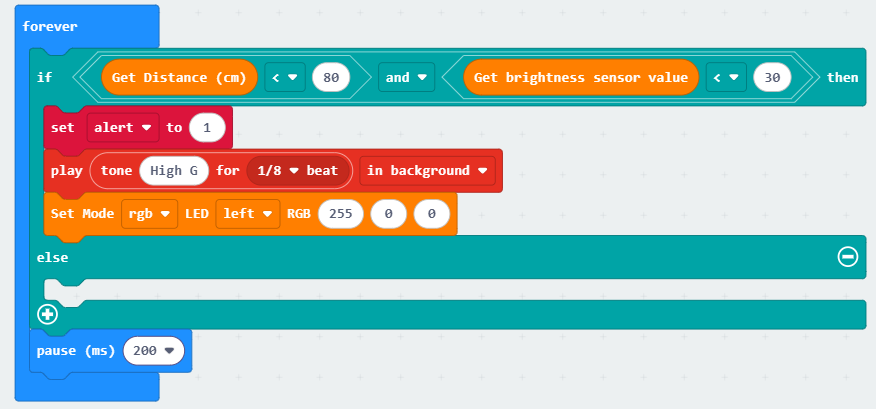 forever
if Get Distance (cm) < 80 and Get brightness sensor value < 30 then
set alert to 1
play tone High G for 1/8 beat in background
Set Mode rgb LED left RGB 255 0 0
else
pause (ms) 200